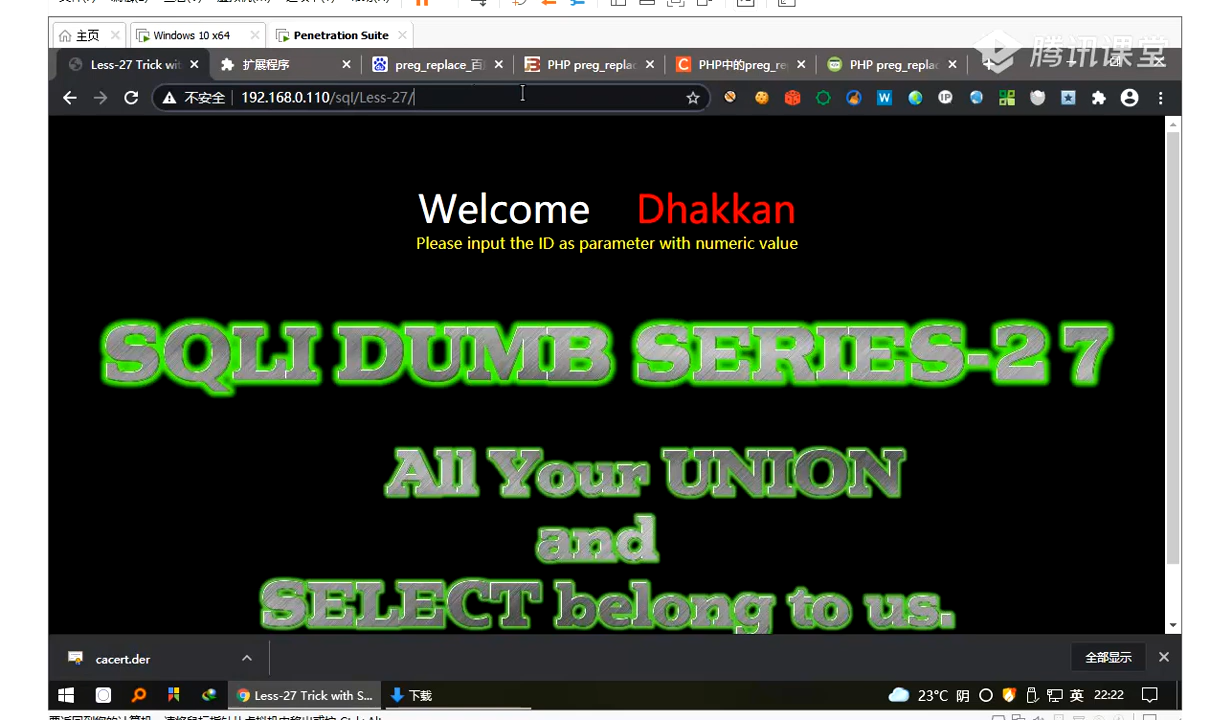 主页
Windows 10 x64
Penetration Suite
腾讯课堂
Less-27 Trick wit
扩展程序
preg_replace_百
PHP preg_replac
PHP中的preg_re
PHP preg_replac
不安全
192.168.0.110/sql/Less-27/
Welcome Dhakkan
Please input the ID as parameter with numeric value
SQLI DUMB SERIES-27
All Your UNION
and
SELECT belong to us.
cacert.der
全部显示
Less-27 Trick with S...
下载
23°C 阴
英
22:22